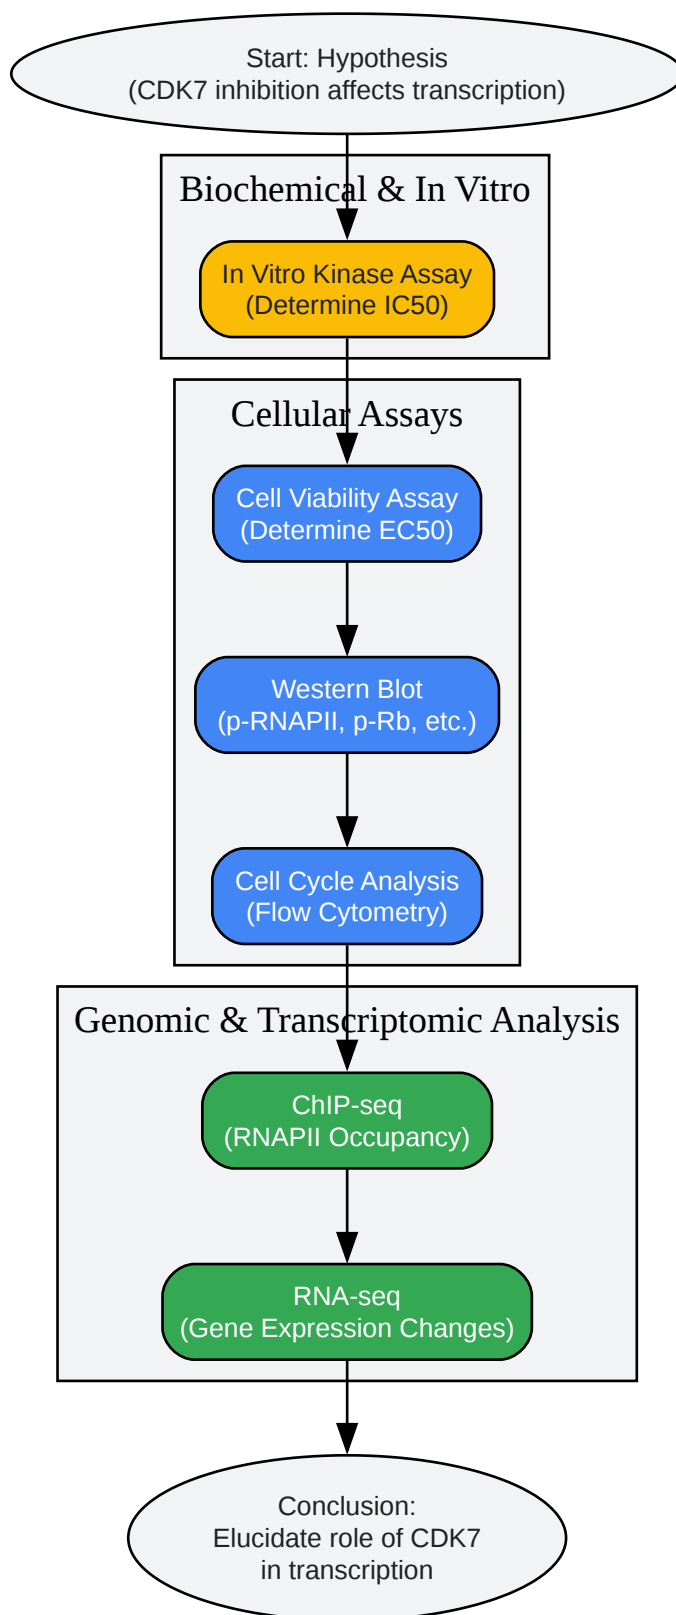 Start: Hypothesis
(CDK7 inhibition affects transcription)
Biochemical & In Vitro
In Vitro Kinase Assay
(Determine IC50)
Cellular Assays
Cell Viability Assay
(Determine EC50)
Western Blot
(p-RNAPII, p-Rb, etc.)
Cell Cycle Analysis
(Flow Cytometry)
Genomic & Transcriptomic Analysis
ChIP-seq
(RNAPII Occupancy)
RNA-seq
(Gene Expression Changes)
Conclusion:
Elucidate role of CDK7
in transcription